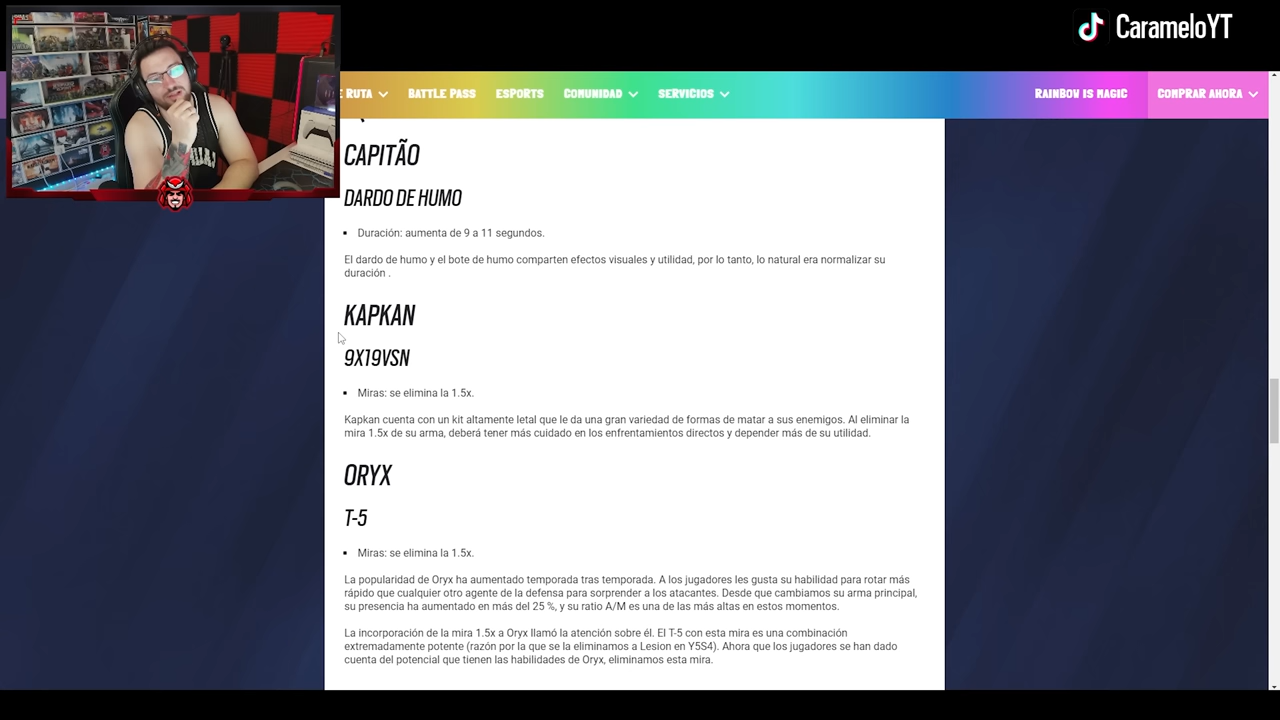 CarameloYT
E RUTA
BATTLE PASS
ESPORTS
COMUNIDAD
SERVICIOS
RAINBOW IS MAGIC
COMPRAR AHORA
CAPITÃO
DARDO DE HUMO
▪ Duración: aumenta de 9 a 11 segundos.
El dardo de humo y el bote de humo comparten efectos visuales y utilidad, por lo tanto, lo natural era normalizar su
duración .
KAPKAN
9X19VSN
▪ Miras: se elimina la 1.5x.
Kapkan cuenta con un kit altamente letal que le da una gran variedad de formas de matar a sus enemigos. Al eliminar la
mira 1.5x de su arma, deberá tener más cuidado en los enfrentamientos directos y depender más de su utilidad.
ORYX
T-5
▪ Miras: se elimina la 1.5x.
La popularidad de Oryx ha aumentado temporada tras temporada. A los jugadores les gusta su habilidad para rotar más
rápido que cualquier otro agente de la defensa para sorprender a los atacantes. Desde que cambiamos su arma principal,
su presencia ha aumentado en más del 25 %, y su ratio A/M es una de las más altas en estos momentos.
La incorporación de la mira 1.5x a Oryx llamó la atención sobre él. El T-5 con esta mira es una combinación
extremadamente potente (razón por la que se la eliminamos a Lesion en Y5S4). Ahora que los jugadores se han dado
cuenta del potencial que tienen las habilidades de Oryx, eliminamos esta mira.